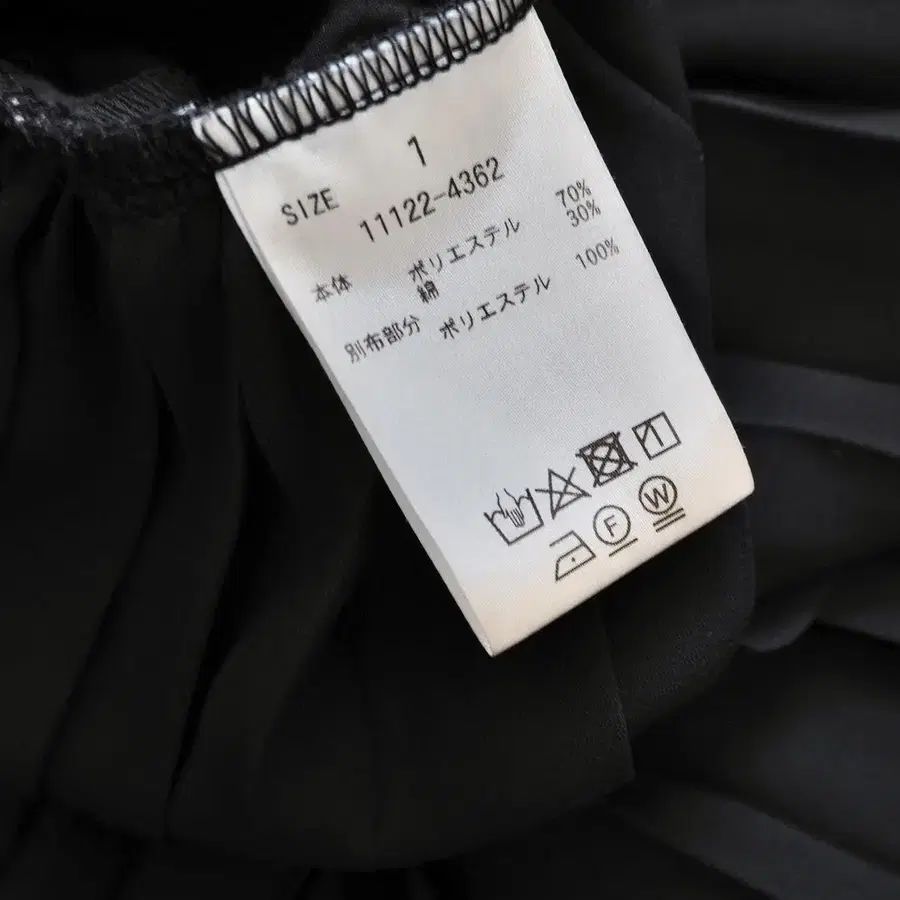 SIZE 1
11122-4362
本体 ポリエステル 70%
綿 30%
別布部分 ポリエステル 100%
F W